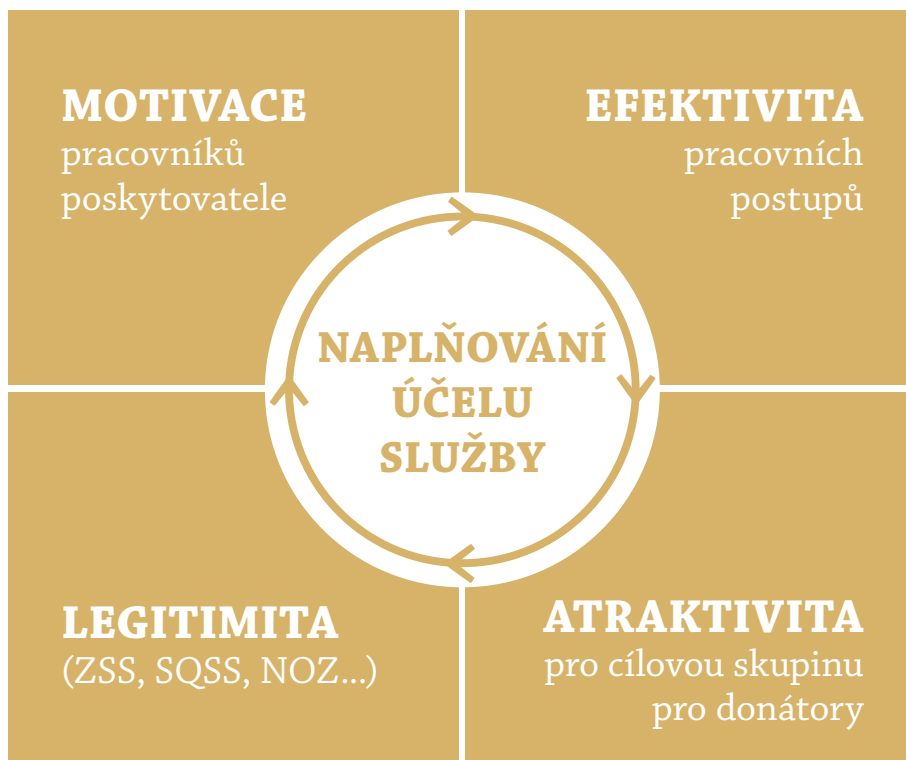 MOTIVACE
pracovníků
poskytovatele
EFEKTIVITA
pracovních
postupů
NAPLŇOVÁNÍ
ÚČELU
SLUŽBY
LEGITIMITA
(ZSS, SQSS, NOZ...)
ATRAKTIVITA
pro cílovou skupinu
pro donátory